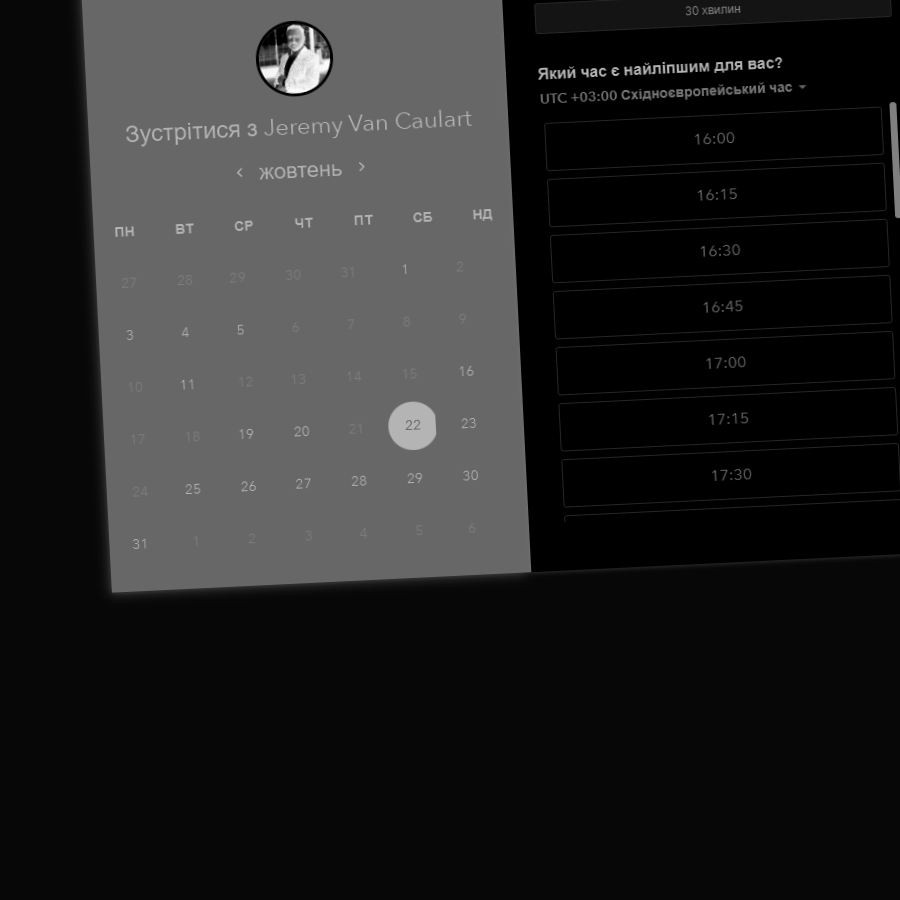 Зустрітися з Jeremy Van Caulart
жовтень
ПН ВТ СР ЧТ ПТ СБ НД
27 28 29 30 31 1 2
3 4 5 6 7 8 9
10 11 12 13 14 15 16
17 18 19 20 21 22 23
24 25 26 27 28 29 30
31 1 2 3 4 5 6
30 хвилин
Який час є найліпшим для вас?
UTC +03:00 Східноєвропейський час
16:00
16:15
16:30
16:45
17:00
17:15
17:30